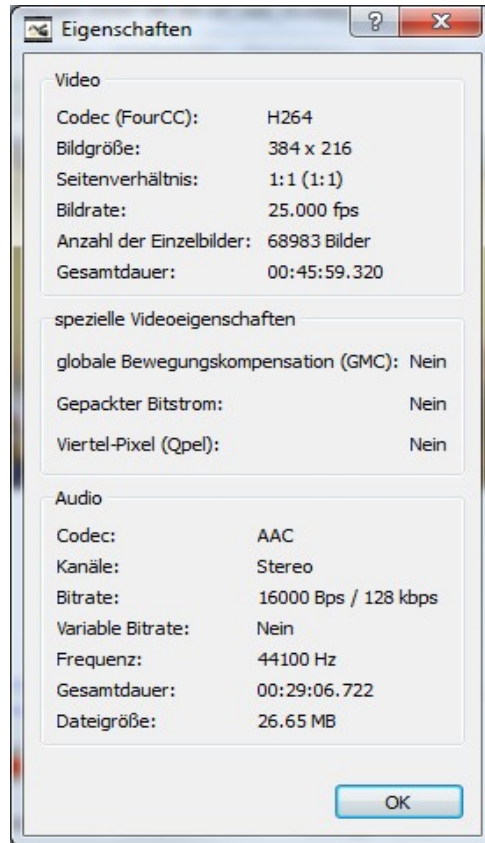 Eigenschaften
Video
Codec (FourCC): H264
Bildgröße: 384 x 216
Seitenverhältnis: 1:1 (1:1)
Bildrate: 25.000 fps
Anzahl der Einzelbilder: 68983 Bilder
Gesamtdauer: 00:45:59.320
spezielle Videoeigenschaften
globale Bewegungskompensation (GMC): Nein
Gepackter Bitstrom: Nein
Viertel-Pixel (Qpel): Nein
Audio
Codec: AAC
Kanäle: Stereo
Bitrate: 16000 Bps / 128 kbps
Variable Bitrate: Nein
Frequenz: 44100 Hz
Gesamtdauer: 00:29:06.722
Dateigröße: 26.65 MB
OK